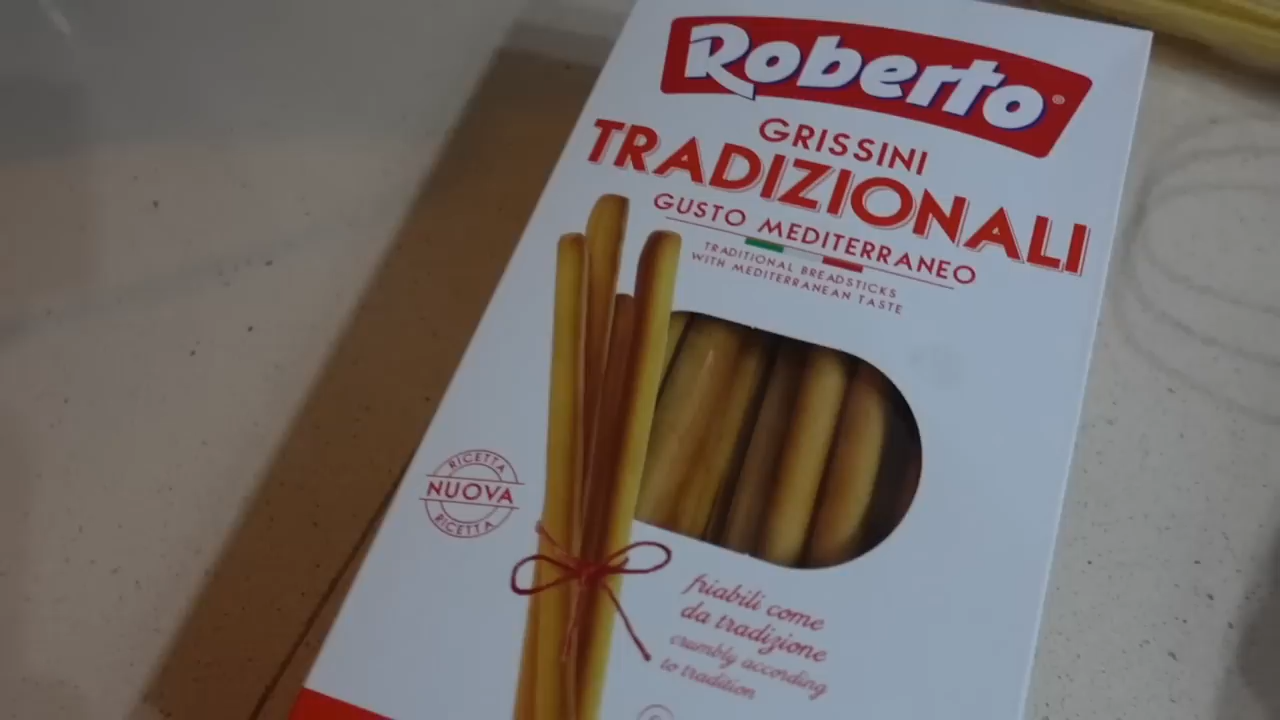 Roberto®
GRISSINI
TRADIZIONALI
GUSTO MEDITERRANEO
TRADITIONAL BREADSTICKS
WITH MEDITERRANEAN TASTE
RICETTA
NUOVA
RICETTA
friabili come
da tradizione
crumbly according
to tradition